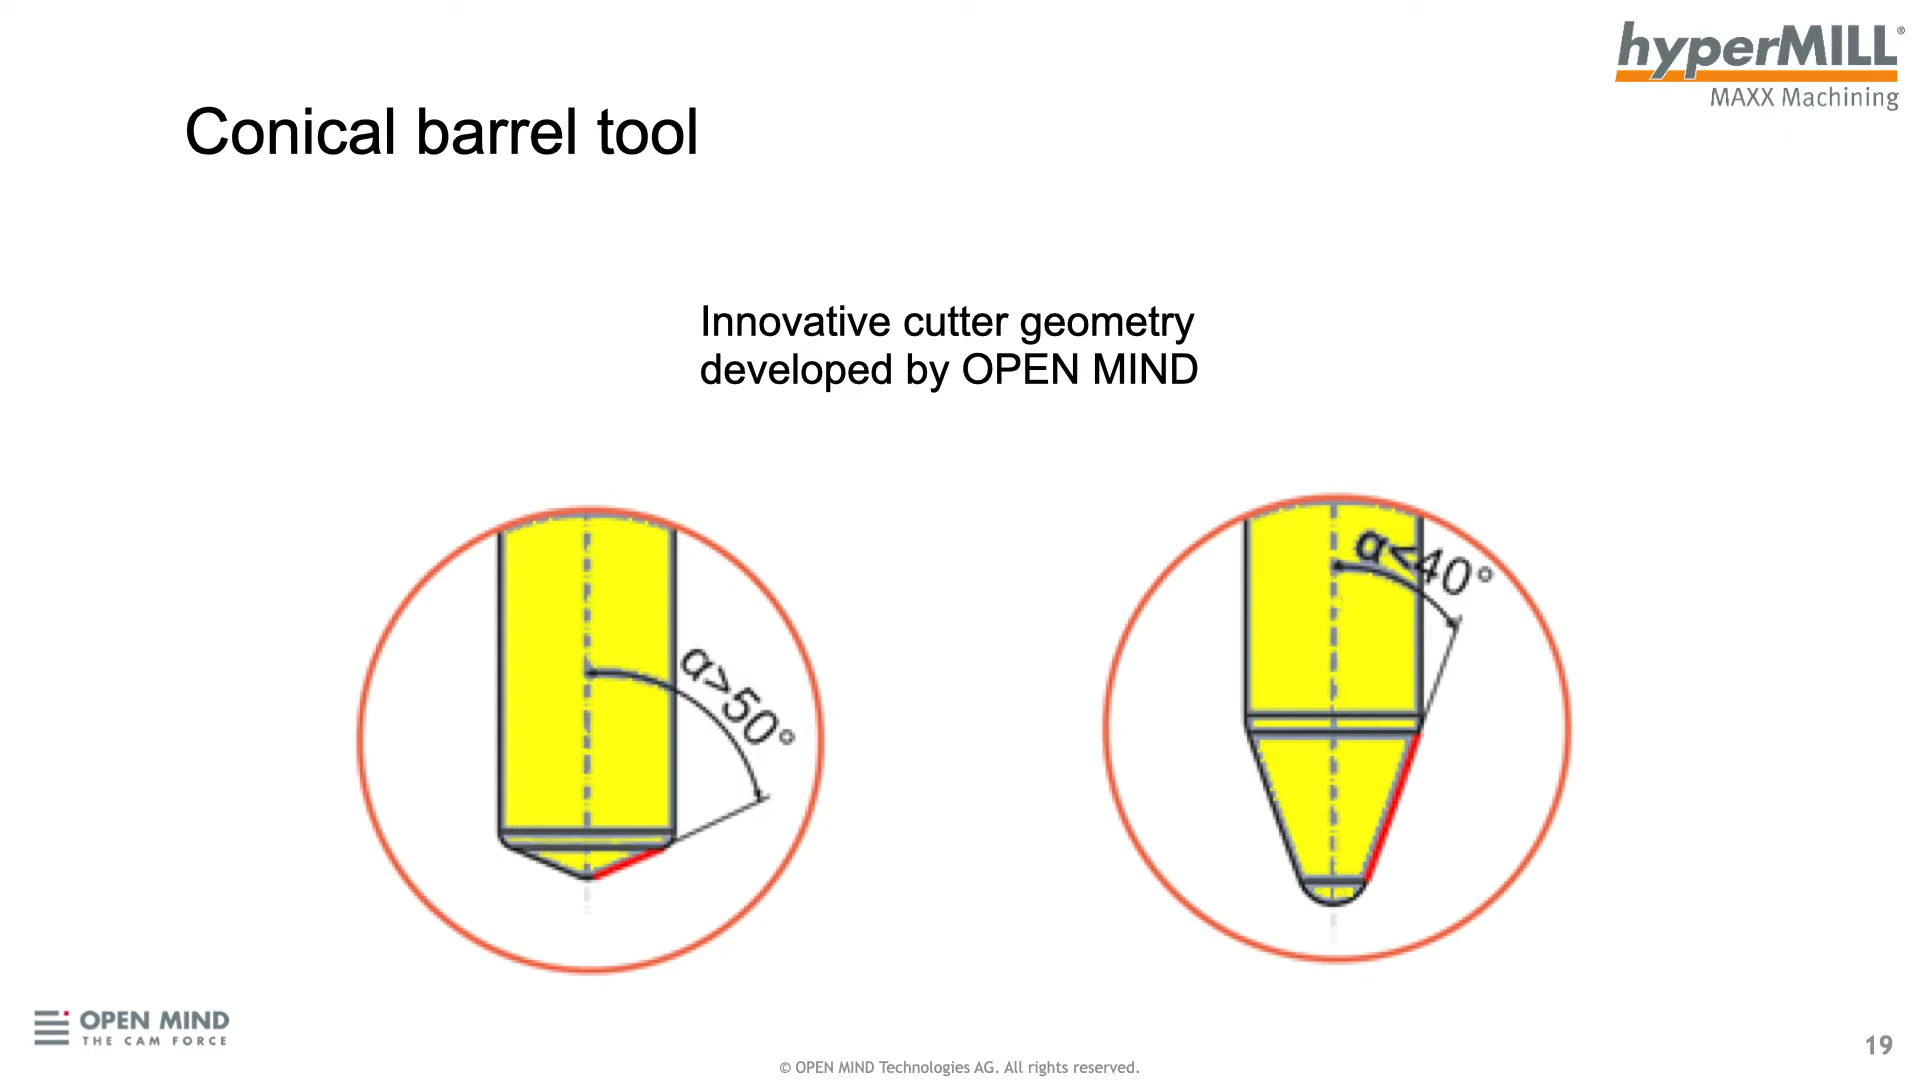 hyperMILL®
MAXX Machining
Conical barrel tool
Innovative cutter geometry
developed by OPEN MIND
α>50°
α<40°
OPEN MIND
THE CAM FORCE
19
© OPEN MIND Technologies AG. All rights reserved.